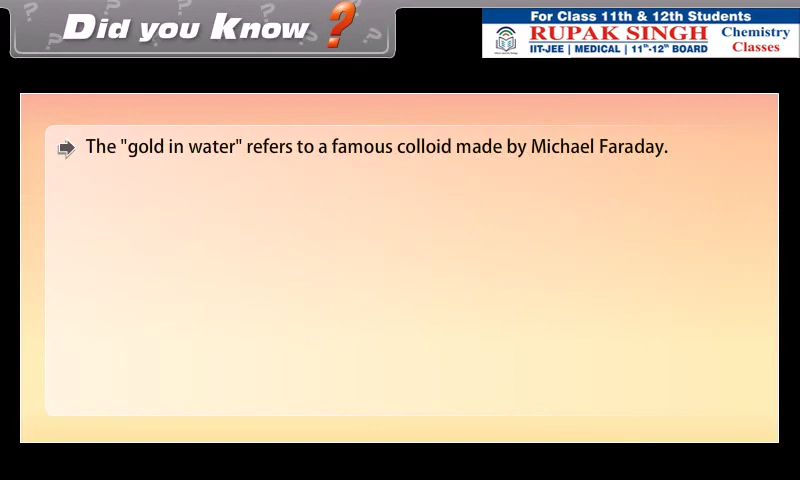 Did you Know ?
For Class 11th & 12th Students
RUPAK SINGH
IIT-JEE | MEDICAL | 11th-12th BOARD
Chemistry
Classes
The "gold in water" refers to a famous colloid made by Michael Faraday.